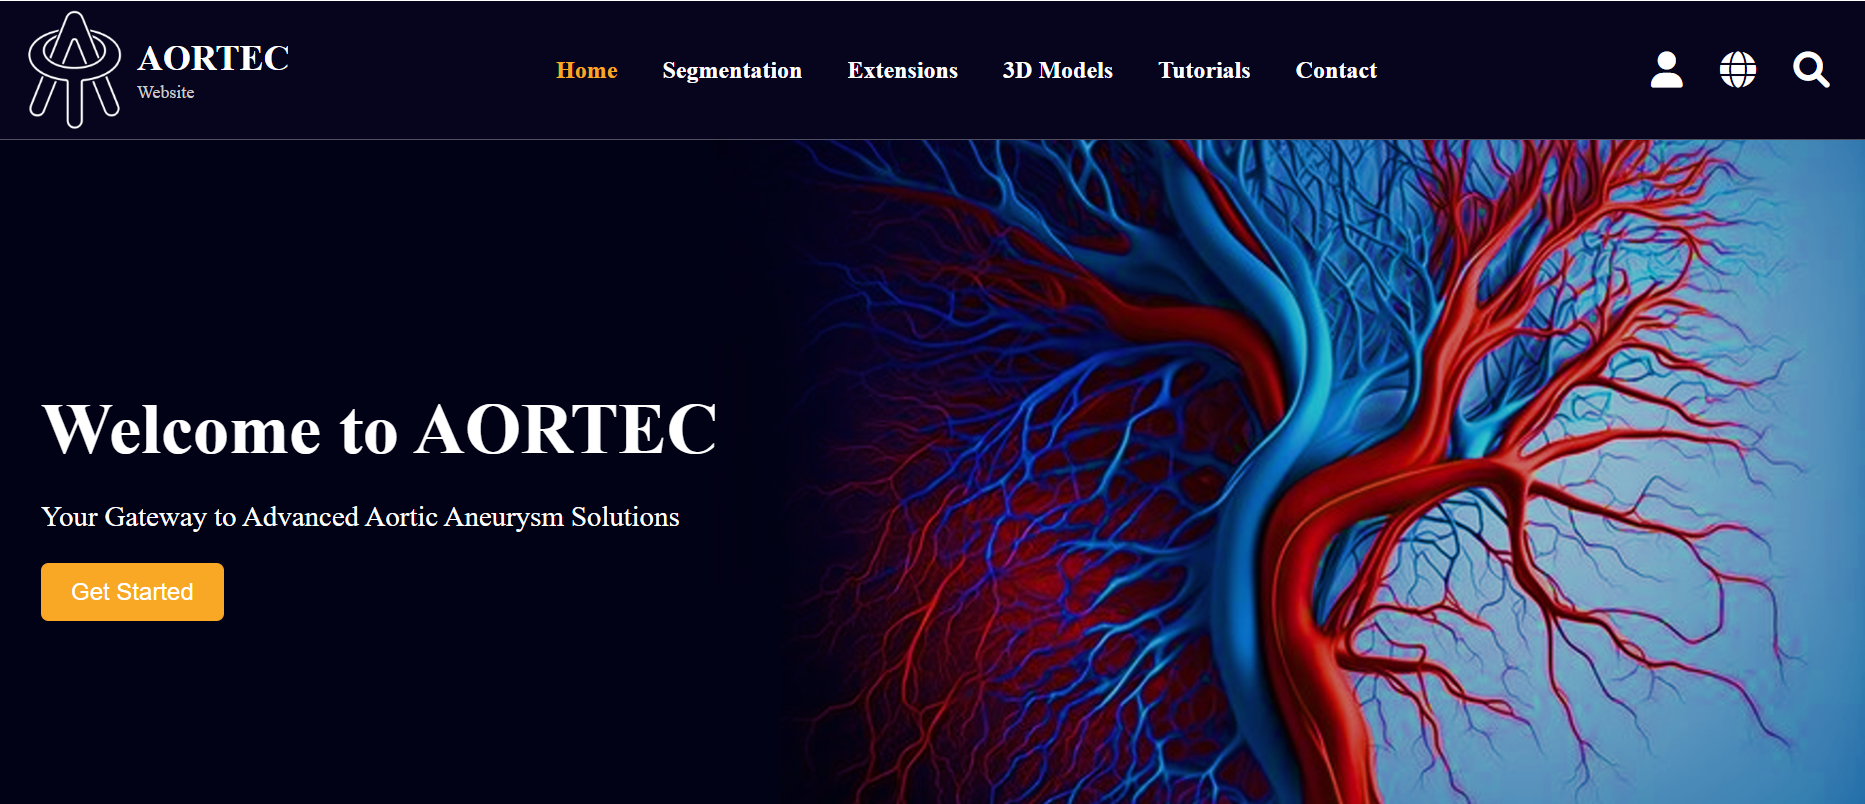 AORTEC
Website
Home Segmentation Extensions 3D Models Tutorials Contact
Welcome to AORTEC
Your Gateway to Advanced Aortic Aneurysm Solutions
Get Started